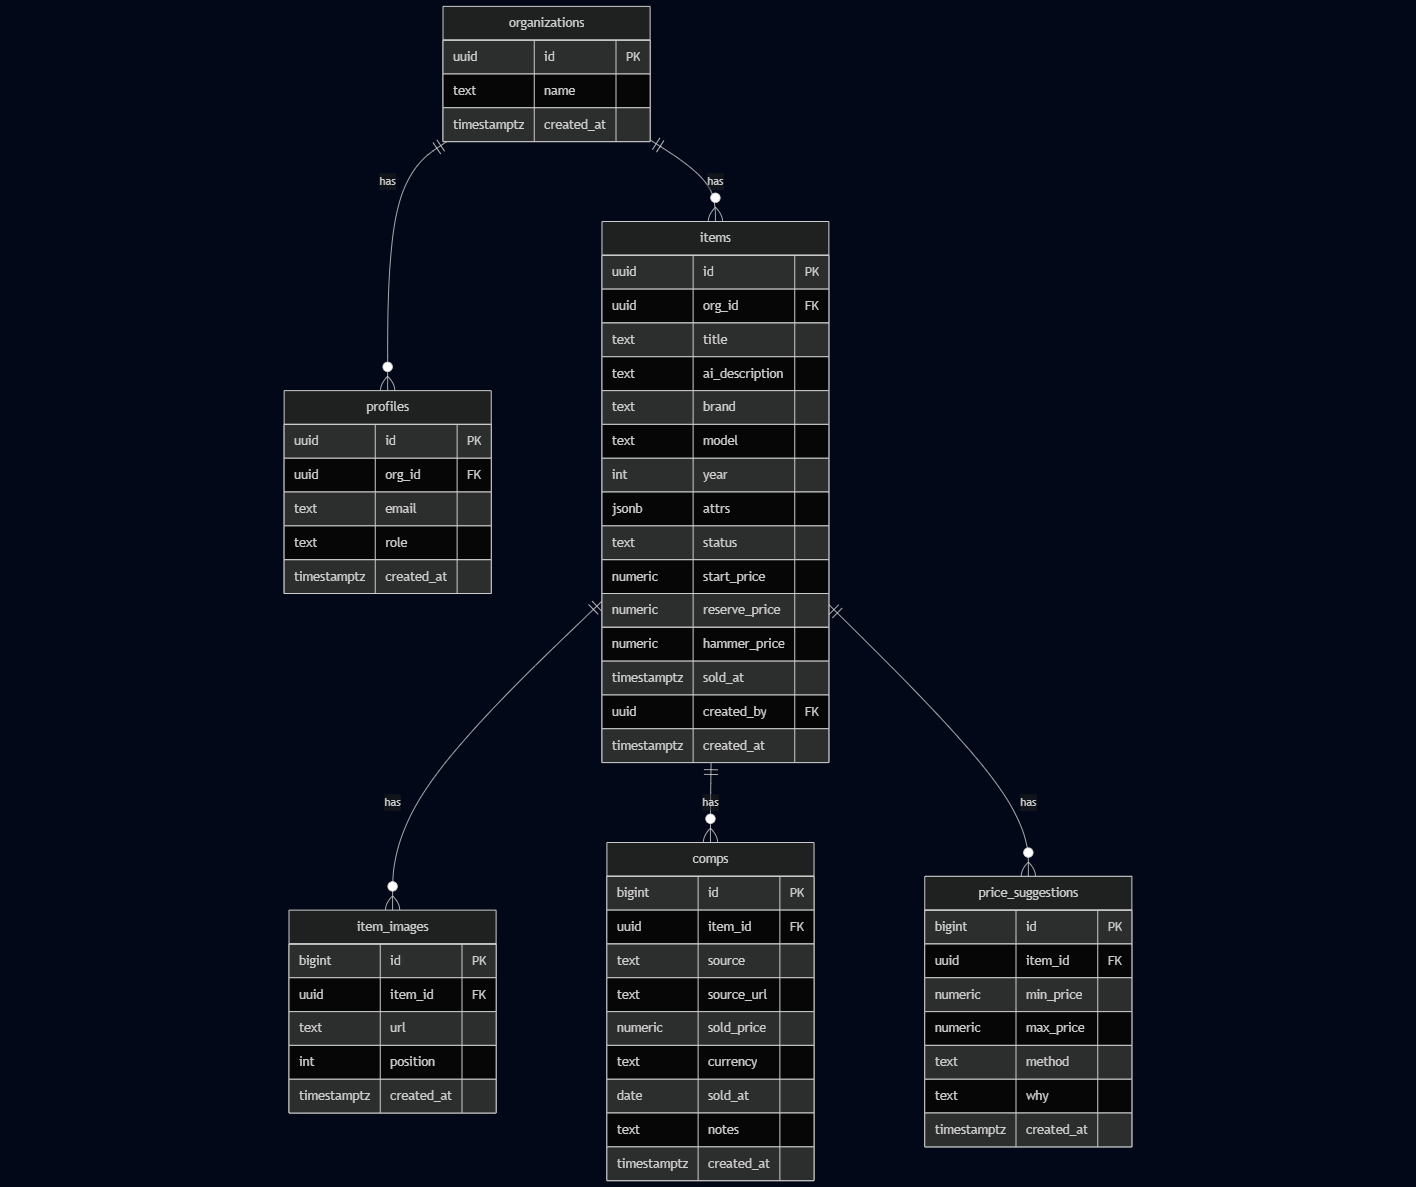 organizations
uuid id PK
text name
timestamptz created_at
has
has
items
uuid id PK
uuid org_id FK
text title
text ai_description
text brand
text model
int year
jsonb attrs
text status
numeric start_price
numeric reserve_price
numeric hammer_price
timestamptz sold_at
uuid created_by FK
timestamptz created_at
profiles
uuid id PK
uuid org_id FK
text email
text role
timestamptz created_at
has
has
has
item_images
bigint id PK
uuid item_id FK
text url
int position
timestamptz created_at
comps
bigint id PK
uuid item_id FK
text source
text source_url
numeric sold_price
text currency
date sold_at
text notes
timestamptz created_at
price_suggestions
bigint id PK
uuid item_id FK
numeric min_price
numeric max_price
text method
text why
timestamptz created_at